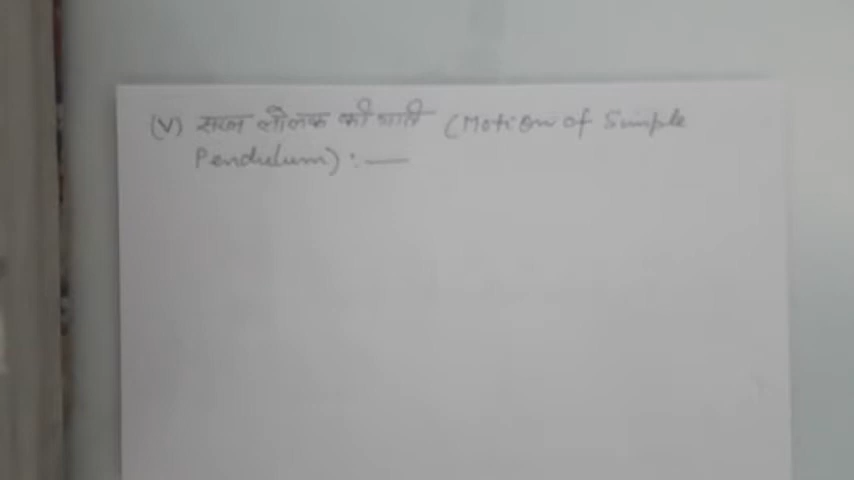 (V) सरल लोलक की गति (Motion of Simple
Pendulum) : —